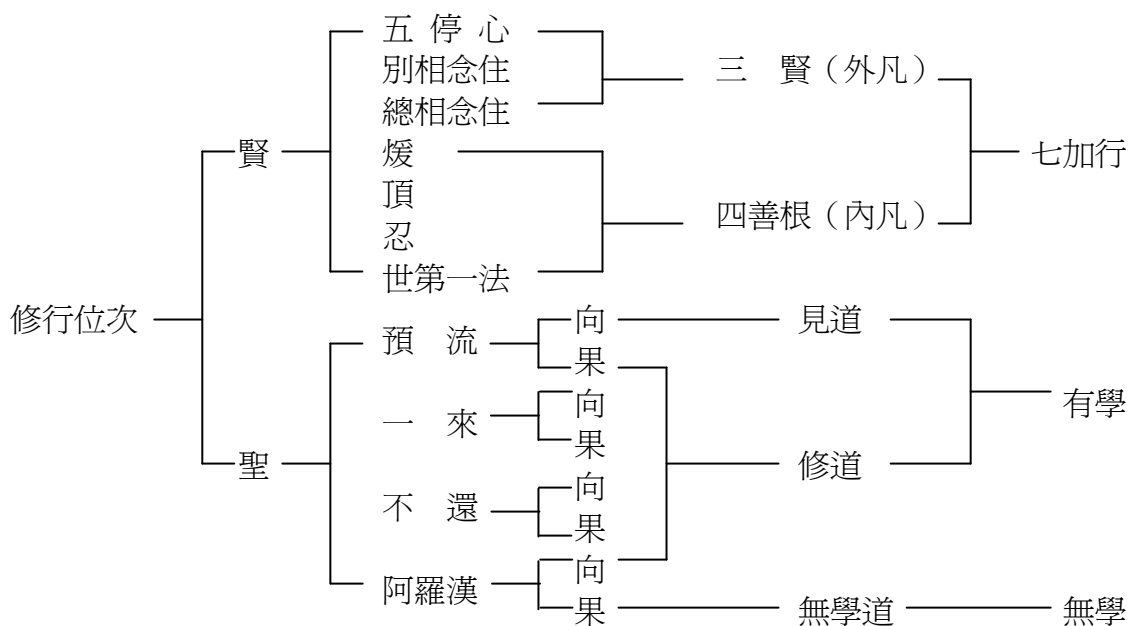 五停心
別相念住
三　賢（外凡）
總相念住
賢
煖
七加行
頂
四善根（內凡）
忍
世第一法
修行位次
預　流
向
見道
果
一　來
向
有學
果
聖
修道
不　還
向
果
阿羅漢
向
果
無學道
無學